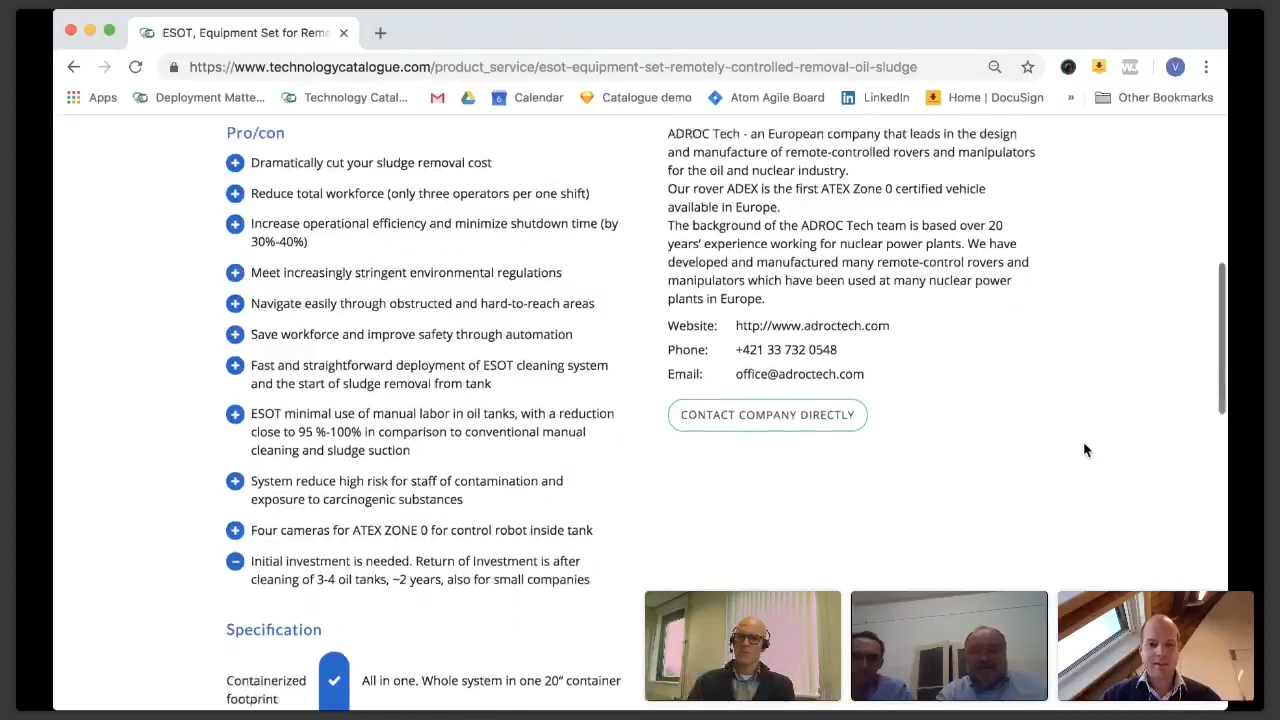 ESOT, Equipment Set for Remo
https://www.technologycatalogue.com/product_service/esot-equipment-set-remotely-controlled-removal-oil-sludge
V
Apps
Deployment Matte...
Technology Catal...
6
Calendar
Catalogue demo
Atom Agile Board
LinkedIn
Home | DocuSign
»
Other Bookmarks
Pro/con
Dramatically cut your sludge removal cost
Reduce total workforce (only three operators per one shift)
Increase operational efficiency and minimize shutdown time (by
30%-40%)
Meet increasingly stringent environmental regulations
Navigate easily through obstructed and hard-to-reach areas
Save workforce and improve safety through automation
Fast and straightforward deployment of ESOT cleaning system
and the start of sludge removal from tank
ESOT minimal use of manual labor in oil tanks, with a reduction
close to 95 %-100% in comparison to conventional manual
cleaning and sludge suction
System reduce high risk for staff of contamination and
exposure to carcinogenic substances
Four cameras for ATEX ZONE 0 for control robot inside tank
Initial investment is needed. Return of Investment is after
cleaning of 3-4 oil tanks, ~2 years, also for small companies
Specification
Containerized
footprint
All in one. Whole system in one 20“ container
ADROC Tech - an European company that leads in the design
and manufacture of remote-controlled rovers and manipulators
for the oil and nuclear industry.
Our rover ADEX is the first ATEX Zone 0 certified vehicle
available in Europe.
The background of the ADROC Tech team is based over 20
years’ experience working for nuclear power plants. We have
developed and manufactured many remote-control rovers and
manipulators which have been used at many nuclear power
plants in Europe.
Website: http://www.adroctech.com
Phone: +421 33 732 0548
Email: office@adroctech.com
CONTACT COMPANY DIRECTLY